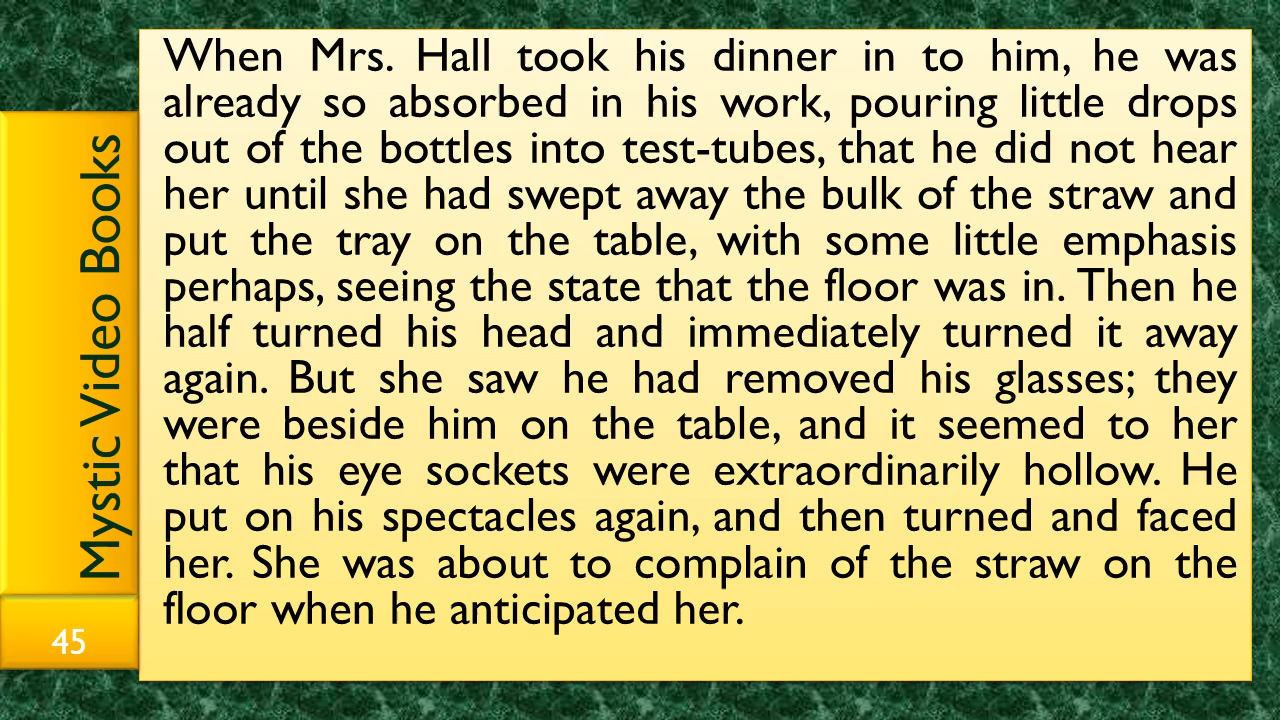 When Mrs. Hall took his dinner in to him, he was
already so absorbed in his work, pouring little drops
out of the bottles into test-tubes, that he did not hear
her until she had swept away the bulk of the straw and
put the tray on the table, with some little emphasis
perhaps, seeing the state that the floor was in. Then he
half turned his head and immediately turned it away
again. But she saw he had removed his glasses; they
were beside him on the table, and it seemed to her
that his eye sockets were extraordinarily hollow. He
put on his spectacles again, and then turned and faced
her. She was about to complain of the straw on the
floor when he anticipated her.
Mystic Video Books
45